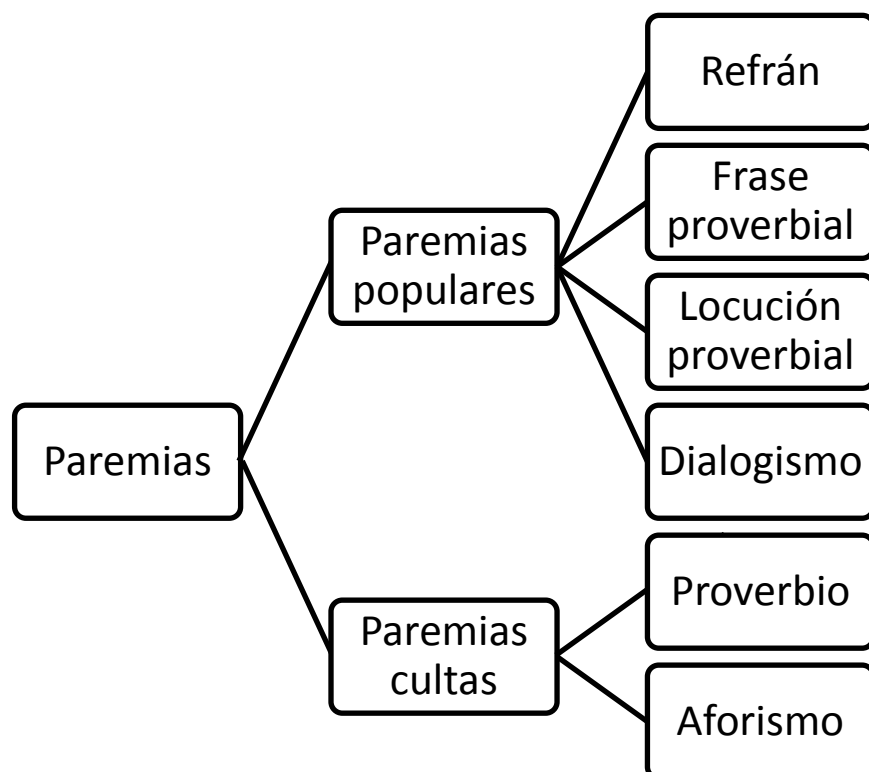 Paremias
Paremias
populares
Refrán
Frase
proverbial
Locución
proverbial
Dialogismo
Paremias
cultas
Proverbio
Aforismo